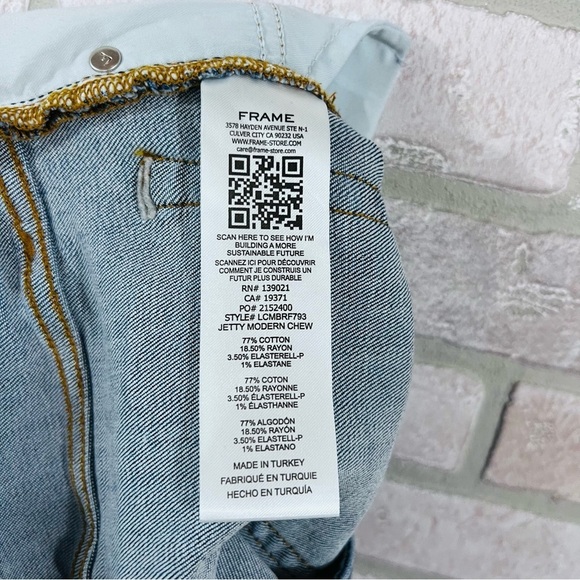 FRAME
3578 HAYDEN AVENUE STE N-1
CULVER CITY CA 90232 USA
WWW.FRAME-STORE.COM
care@frame-store.com
SCAN HERE TO SEE HOW I'M
BUILDING A MORE
SUSTAINABLE FUTURE
SCANNEZ ICI POUR DÉCOUVRIR
COMMENT JE CONSTRUIS UN
FUTUR PLUS DURABLE
RN# 139021
CA# 19371
PO# 2152400
STYLE# LCMBRF793
JETTY MODERN CHEW
77% COTTON
18.50% RAYON
3.50% ELASTERELL-P
1% ELASTANE
77% COTON
18.50% RAYONNE
3.50% ÉLASTERELL-P
1% ÉLASTHANNE
77% ALGODÓN
18.50% RAYÓN
3.50% ELASTELL-P
1% ELASTANO
MADE IN TURKEY
FABRIQUÉ EN TURQUIE
HECHO EN TURQUÍA